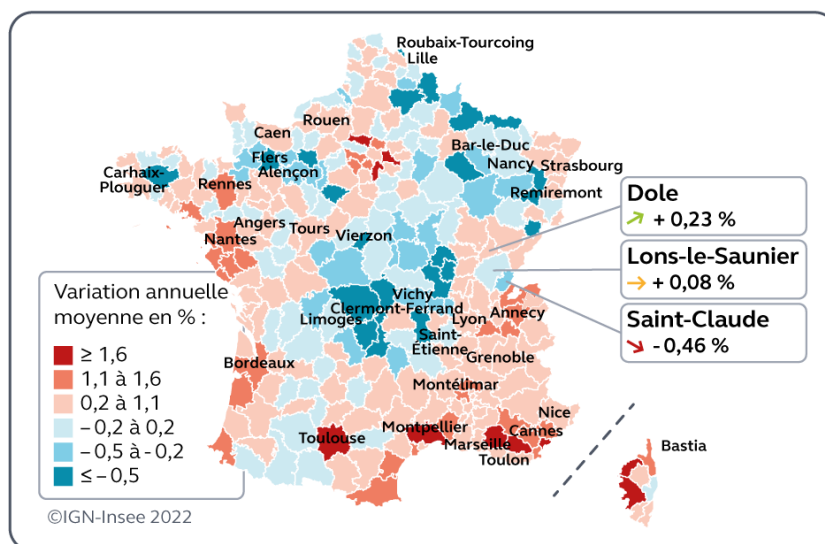 Roubaix-Tourcoing
Lille
Rouen
Caen
Bar-le-Duc
Flers
Nancy
Strasbourg
Carhaix-
Plouguer
Alençon
Rennes
Remiremont
Dole
+ 0,23 %
Angers
Tours
Vierzon
Nantes
Lons-le-Saunier
+ 0,08 %
Variation annuelle
moyenne en % :
Vichy
Clermont-Ferrand
Limoges
Lyon
Annecy
Saint-Claude
- 0,46 %
Saint-
Étienne
≥ 1,6
1,1 à 1,6
0,2 à 1,1
– 0,2 à 0,2
– 0,5 à - 0,2
≤ – 0,5
Bordeaux
Grenoble
Montélimar
Nice
Montpellier
Cannes
Toulouse
Marseille
Toulon
Bastia
©IGN-Insee 2022